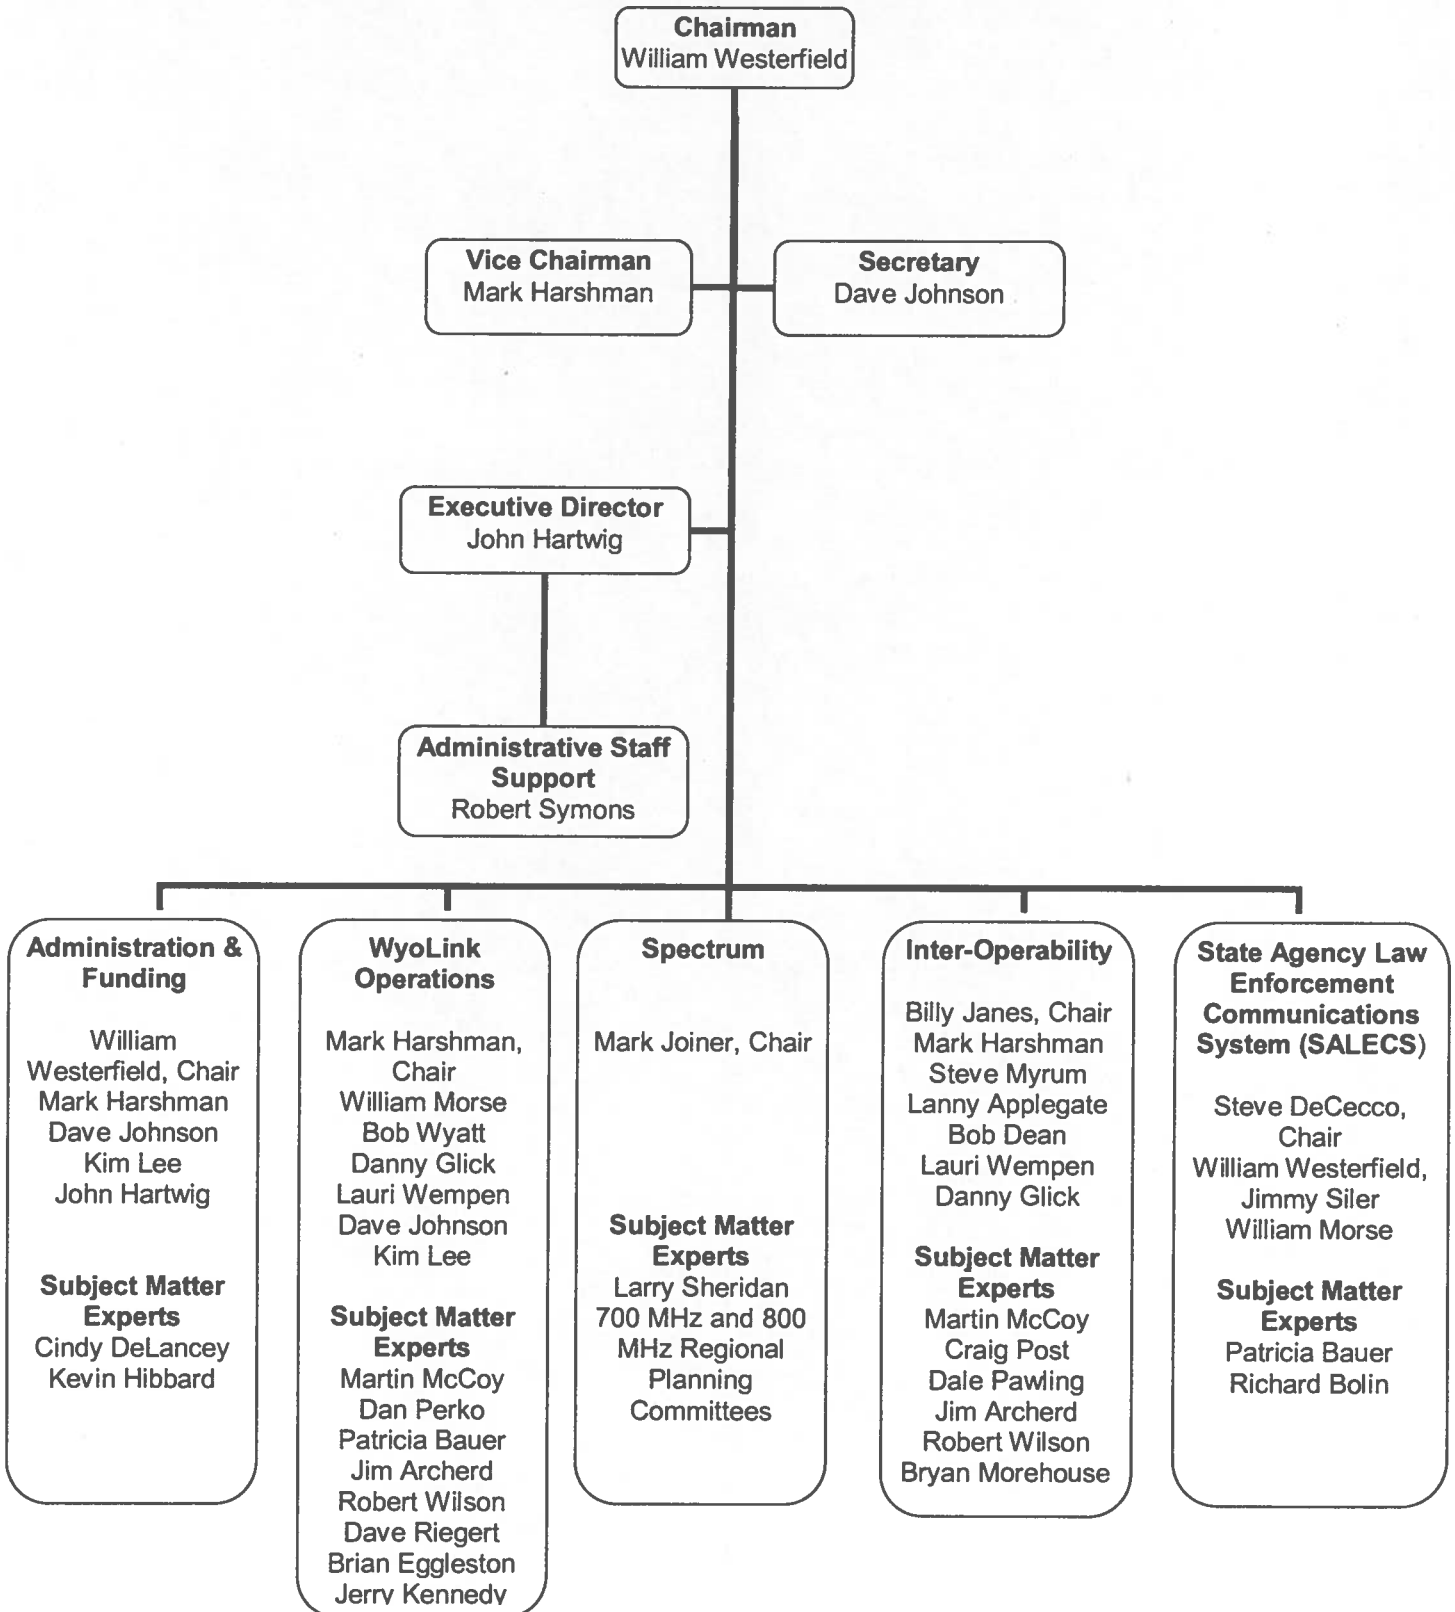 Chairman
William Westerfield
Vice Chairman
Mark Harshman
Secretary
Dave Johnson
Executive Director
John Hartwig
Administrative Staff
Support
Robert Symons
Administration &
Funding
William
Westerfield, Chair
Mark Harshman
Dave Johnson
Kim Lee
John Hartwig
Subject Matter
Experts
Cindy DeLancey
Kevin Hibbard
WyoLink
Operations
Mark Harshman,
Chair
William Morse
Bob Wyatt
Danny Glick
Lauri Wempen
Dave Johnson
Kim Lee
Subject Matter
Experts
Martin McCoy
Dan Perko
Patricia Bauer
Jim Archerd
Robert Wilson
Dave Riegert
Brian Eggleston
Jerry Kennedy
Spectrum
Mark Joiner, Chair
Subject Matter
Experts
Larry Sheridan
700 MHz and 800
MHz Regional
Planning
Committees
Inter-Operability
Billy Janes, Chair
Mark Harshman
Steve Myrum
Lanny Applegate
Bob Dean
Lauri Wempen
Danny Glick
Subject Matter
Experts
Martin McCoy
Craig Post
Dale Pawling
Jim Archerd
Robert Wilson
Bryan Morehouse
State Agency Law
Enforcement
Communications
System (SALECS)
Steve DeCecco,
Chair
William Westerfield,
Jimmy Siler
William Morse
Subject Matter
Experts
Patricia Bauer
Richard Bolin